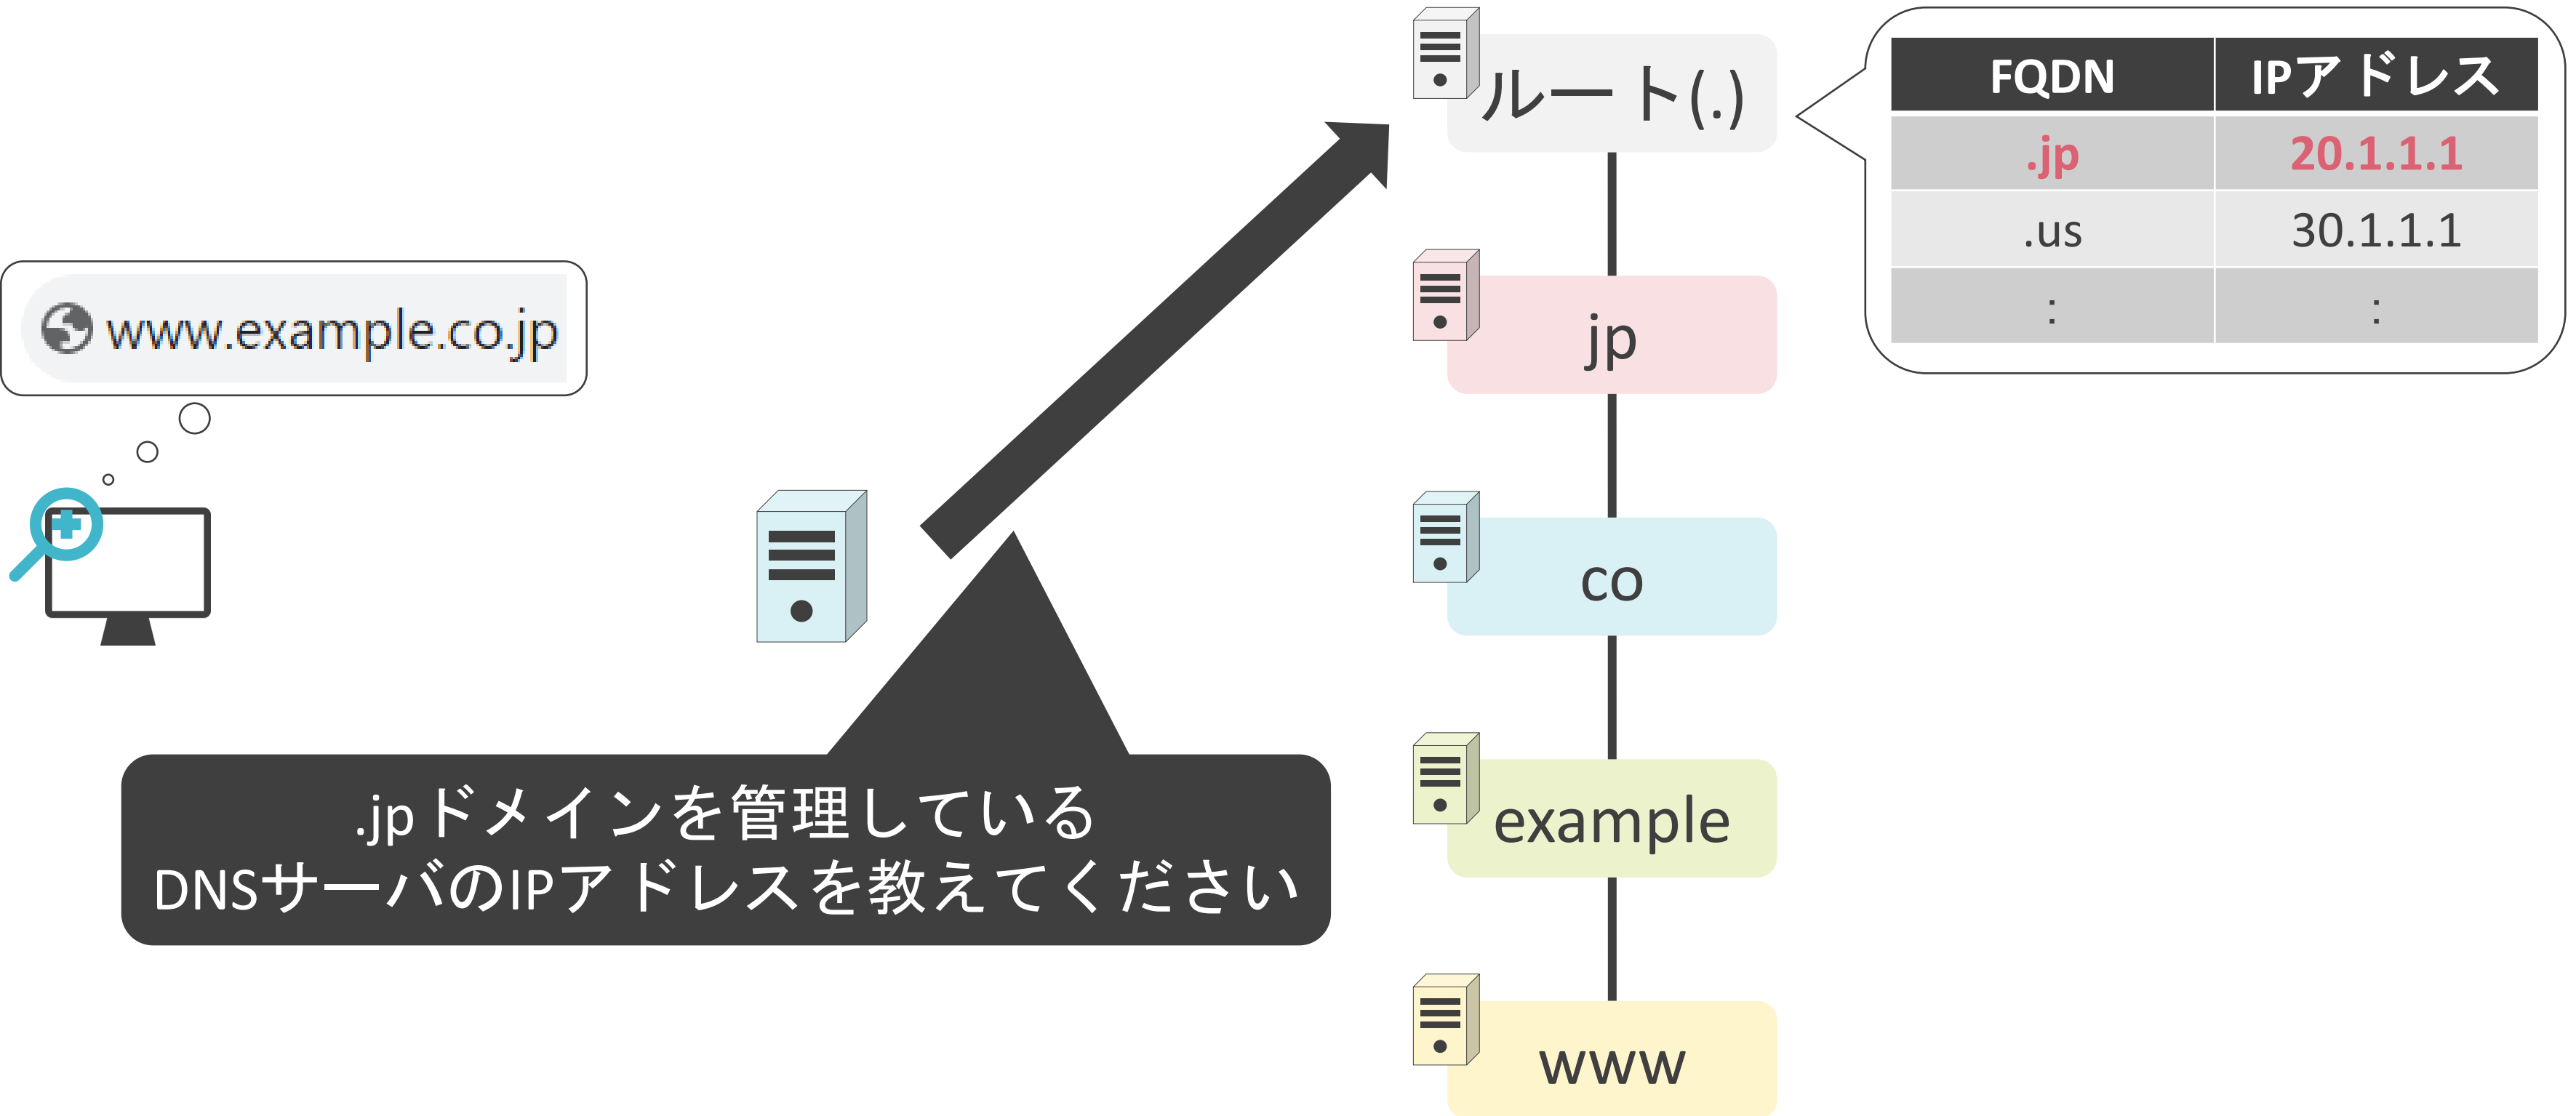 ルート(.)
FQDN IPアドレス
.jp 20.1.1.1
.us 30.1.1.1
: :
www.example.co.jp
jp
co
.jpドメインを管理している
DNSサーバのIPアドレスを教えてください
example
www